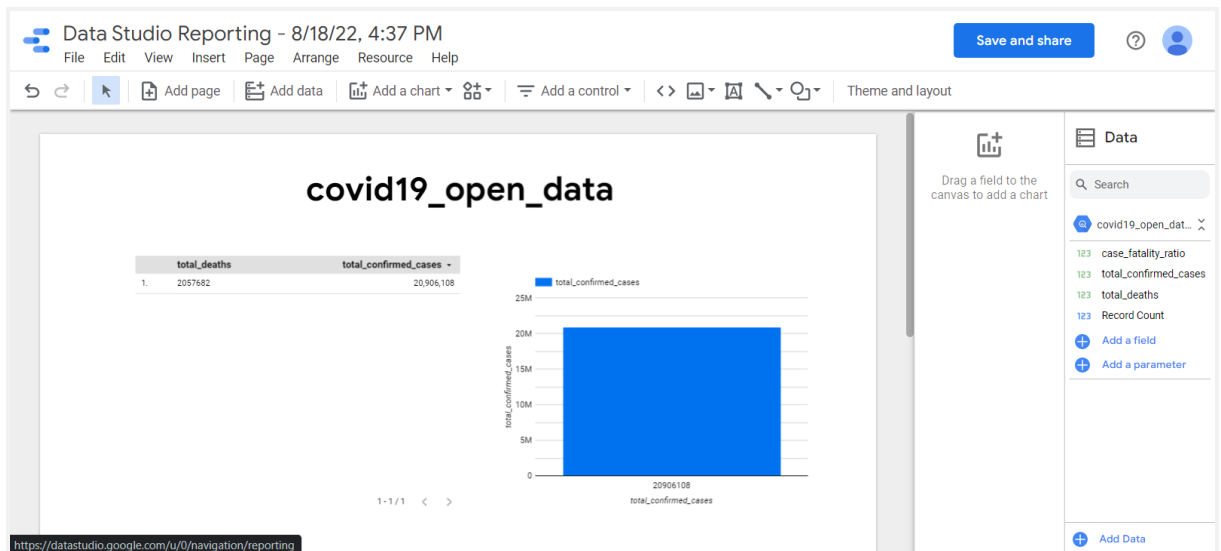 Data Studio Reporting - 8/18/22, 4:37 PM
File Edit View Insert Page Arrange Resource Help
Save and share
Add page Add data Add a chart Add a control Theme and layout
covid19_open_data
total_deaths total_confirmed_cases
1. 2057682 20,906,108
1 - 1 / 1 < >
total_confirmed_cases
25M
20M
15M
10M
5M
0
total_confirmed_cases
20906108
total_confirmed_cases
Drag a field to the
canvas to add a chart
Data
Search
covid19_open_dat...
123 case_fatality_ratio
123 total_confirmed_cases
123 total_deaths
123 Record Count
Add a field
Add a parameter
Add Data
https://datastudio.google.com/u/0/navigation/reporting